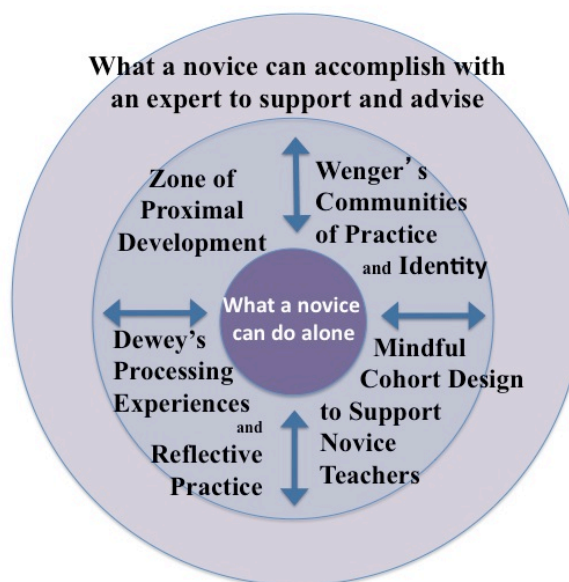 What a novice can accomplish with
an expert to support and advise
Zone of
Proximal
Development
Wenger’s
Communities
of Practice
and Identity
What a novice
can do alone
Dewey’s
Processing
Experiences
and
Reflective
Practice
Mindful
Cohort Design
to Support
Novice
Teachers